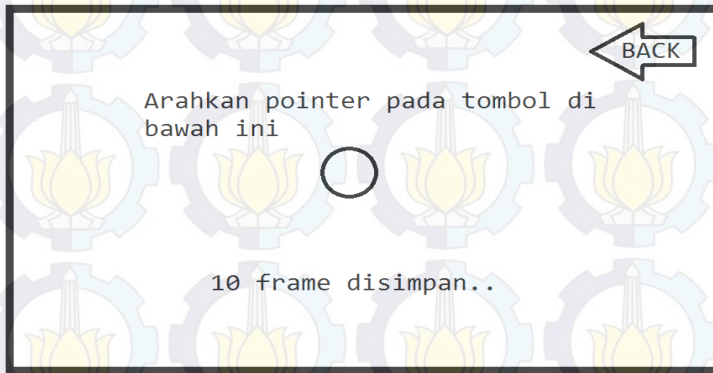 BACK
Arahkan pointer pada tombol di
bawah ini
10 frame disimpan..